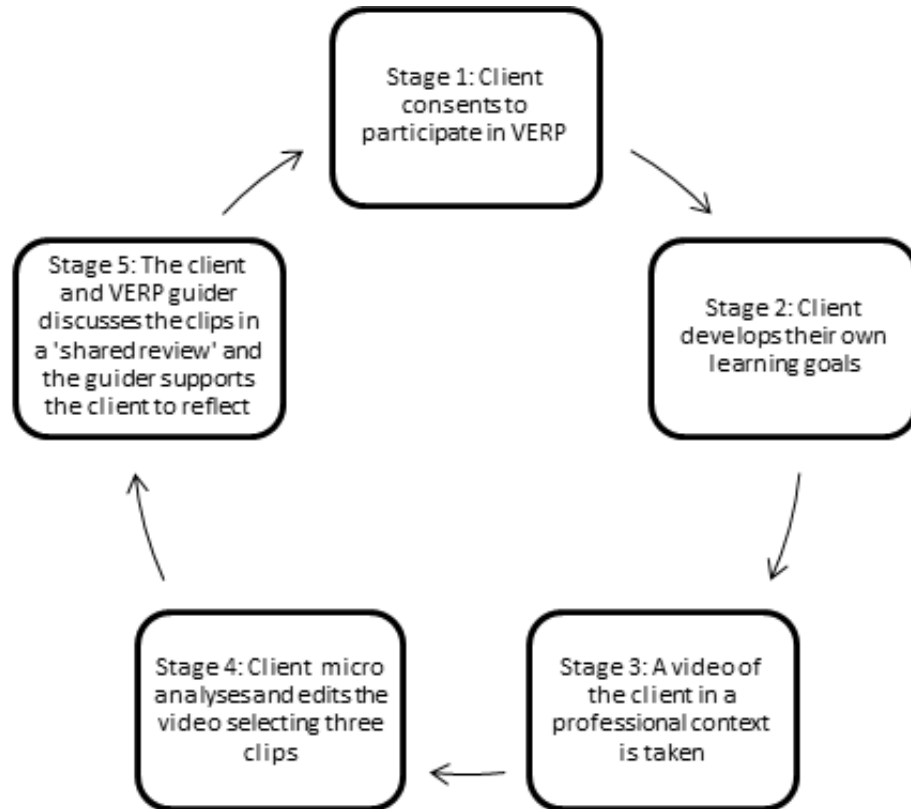 Stage 1: Client
consents to
participate in VERP
Stage 2: Client
develops their own
learning goals
Stage 3: A video of
the client in a
professional context
is taken
Stage 4: Client micro
analyses and edits the
video selecting three
clips
Stage 5: The client
and VERP guider
discusses the clips in
a 'shared review' and
the guider supports
the client to reflect